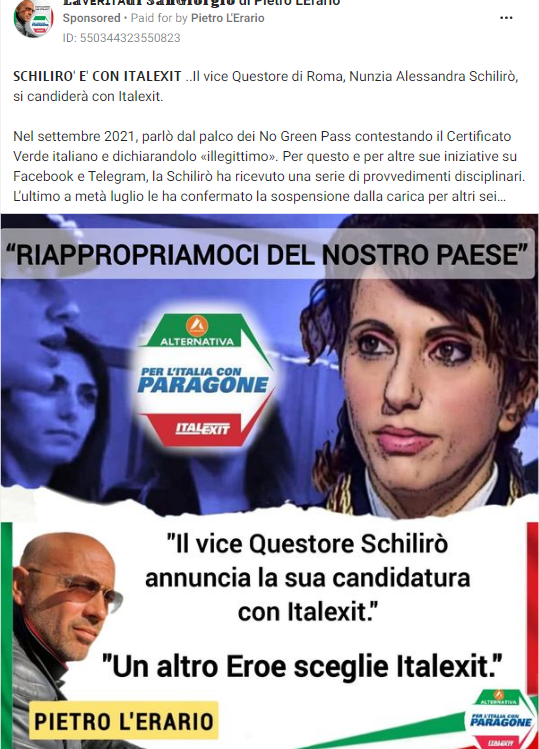 LaVERITAdi SanGiorgio di Pietro L'Erario
Sponsored • Paid for by Pietro L'Erario
ID: 550344323550823
SCHILIRO' E' CON ITALEXIT ..Il vice Questore di Roma, Nunzia Alessandra Schilirò,
si candiderà con Italexit.
Nel settembre 2021, parlò dal palco dei No Green Pass contestando il Certificato
Verde italiano e dichiarandolo «illegittimo». Per questo e per altre sue iniziative su
Facebook e Telegram, la Schilirò ha ricevuto una serie di provvedimenti disciplinari.
L'ultimo a metà luglio le ha confermato la sospensione dalla carica per altri sei...
“RIAPPROPRIAMOCI DEL NOSTRO PAESE”
ALTERNATIVA
PER L'ITALIA CON
PARAGONE
ITALEXIT
"Il vice Questore Schilirò
annuncia la sua candidatura
con Italexit."
"Un altro Eroe sceglie Italexit."
PIETRO L'ERARIO
ALTERNATIVA
PER L'ITALIA CON
PARAGONE
ITALEXIT